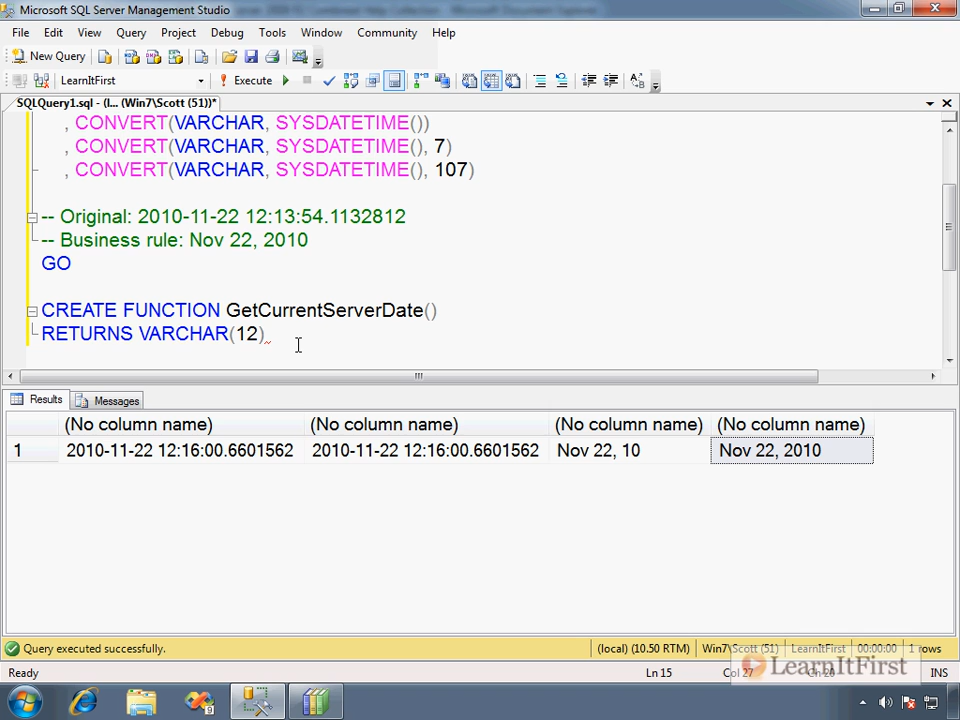 Microsoft SQL Server Management Studio
File Edit View Query Project Debug Tools Window Community Help
New Query
LearnItFirst Execute
SQLQuery1.sql - (l... (Win7\Scott (51))*
, CONVERT(VARCHAR, SYSDATETIME())
, CONVERT(VARCHAR, SYSDATETIME(), 7)
, CONVERT(VARCHAR, SYSDATETIME(), 107)
-- Original: 2010-11-22 12:13:54.1132812
-- Business rule: Nov 22, 2010
GO
CREATE FUNCTION GetCurrentServerDate()
RETURNS VARCHAR(12)
Results Messages
(No column name) (No column name) (No column name) (No column name)
1 2010-11-22 12:16:00.6601562 2010-11-22 12:16:00.6601562 Nov 22, 10 Nov 22, 2010
Query executed successfully. (local) (10.50 RTM) Win7\Scott (51) LearnItFirst 00:00:00 1 rows
Ready Ln 15 Col 27 Ch 20 INS
LearnItFirst